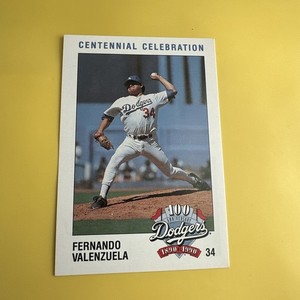 CENTENNIAL CELEBRATION
Dodgers
34
100
Dodgers
1890 1990
FERNANDO
VALENZUELA
34